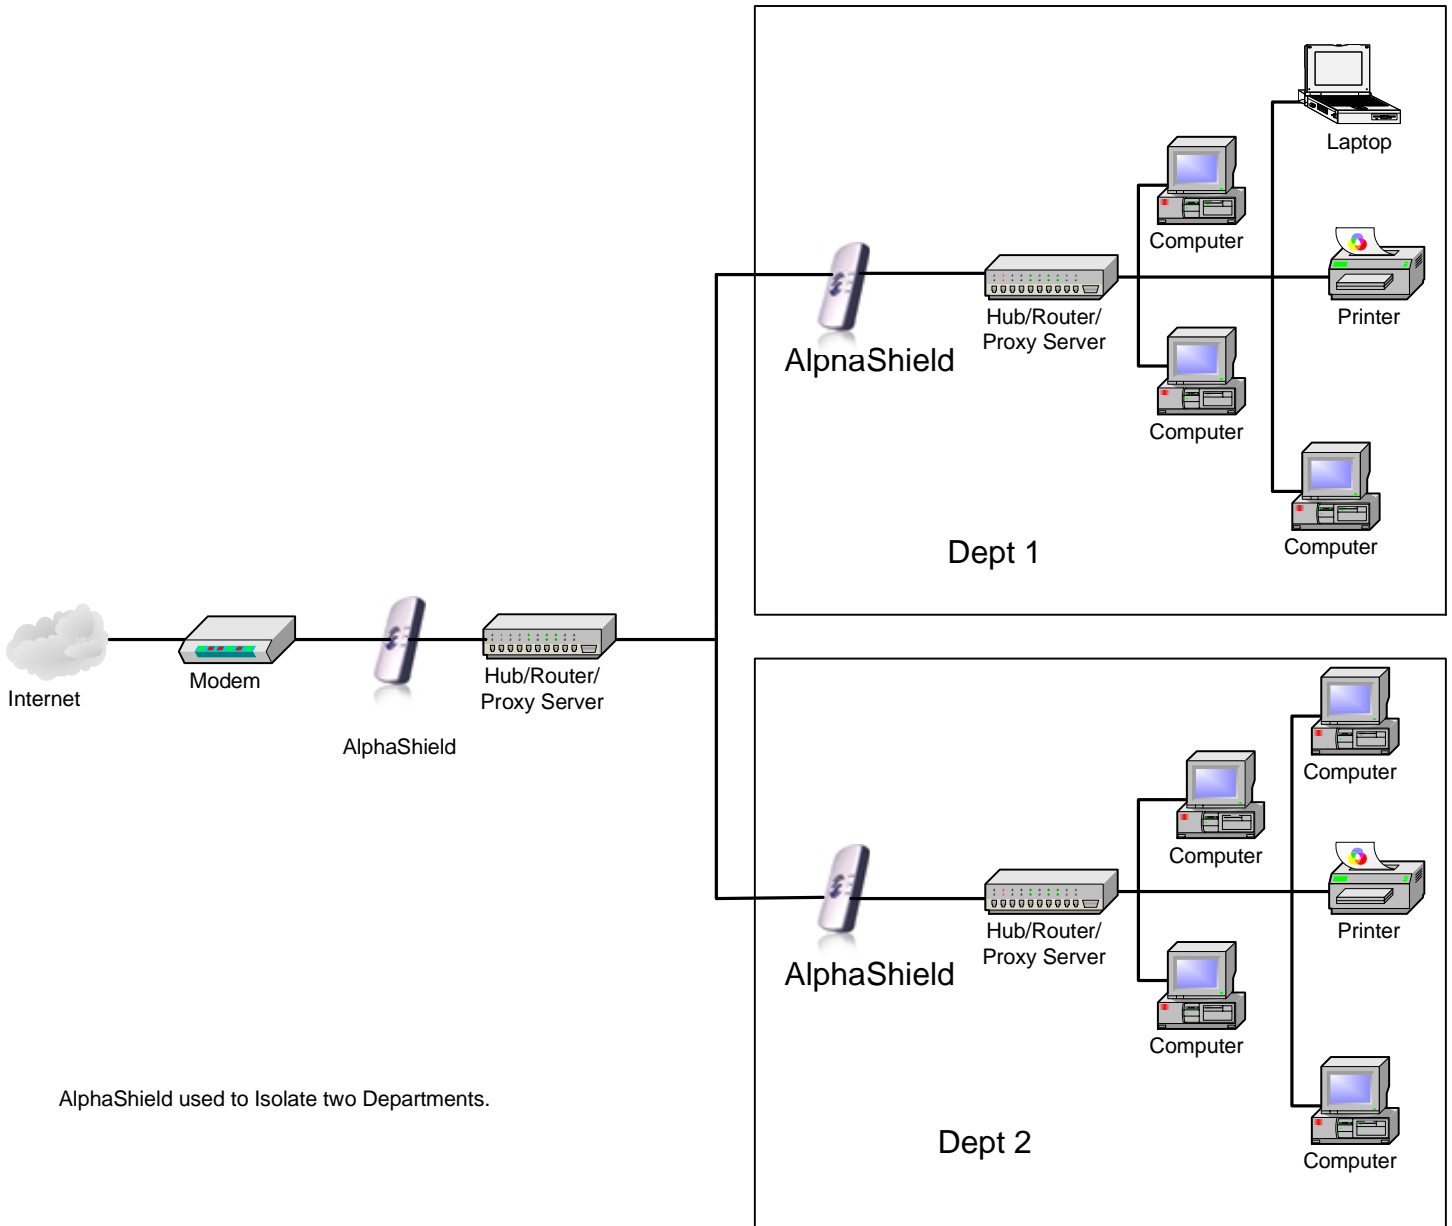 Laptop
Computer
Hub/Router/
Proxy Server
Printer
AlphaShield
Computer
Dept 1
Computer
Internet
Modem
AlphaShield
Hub/Router/
Proxy Server
Computer
Computer
AlphaShield
Hub/Router/
Proxy Server
Printer
Computer
AlphaShield used to Isolate two Departments.
Dept 2
Computer